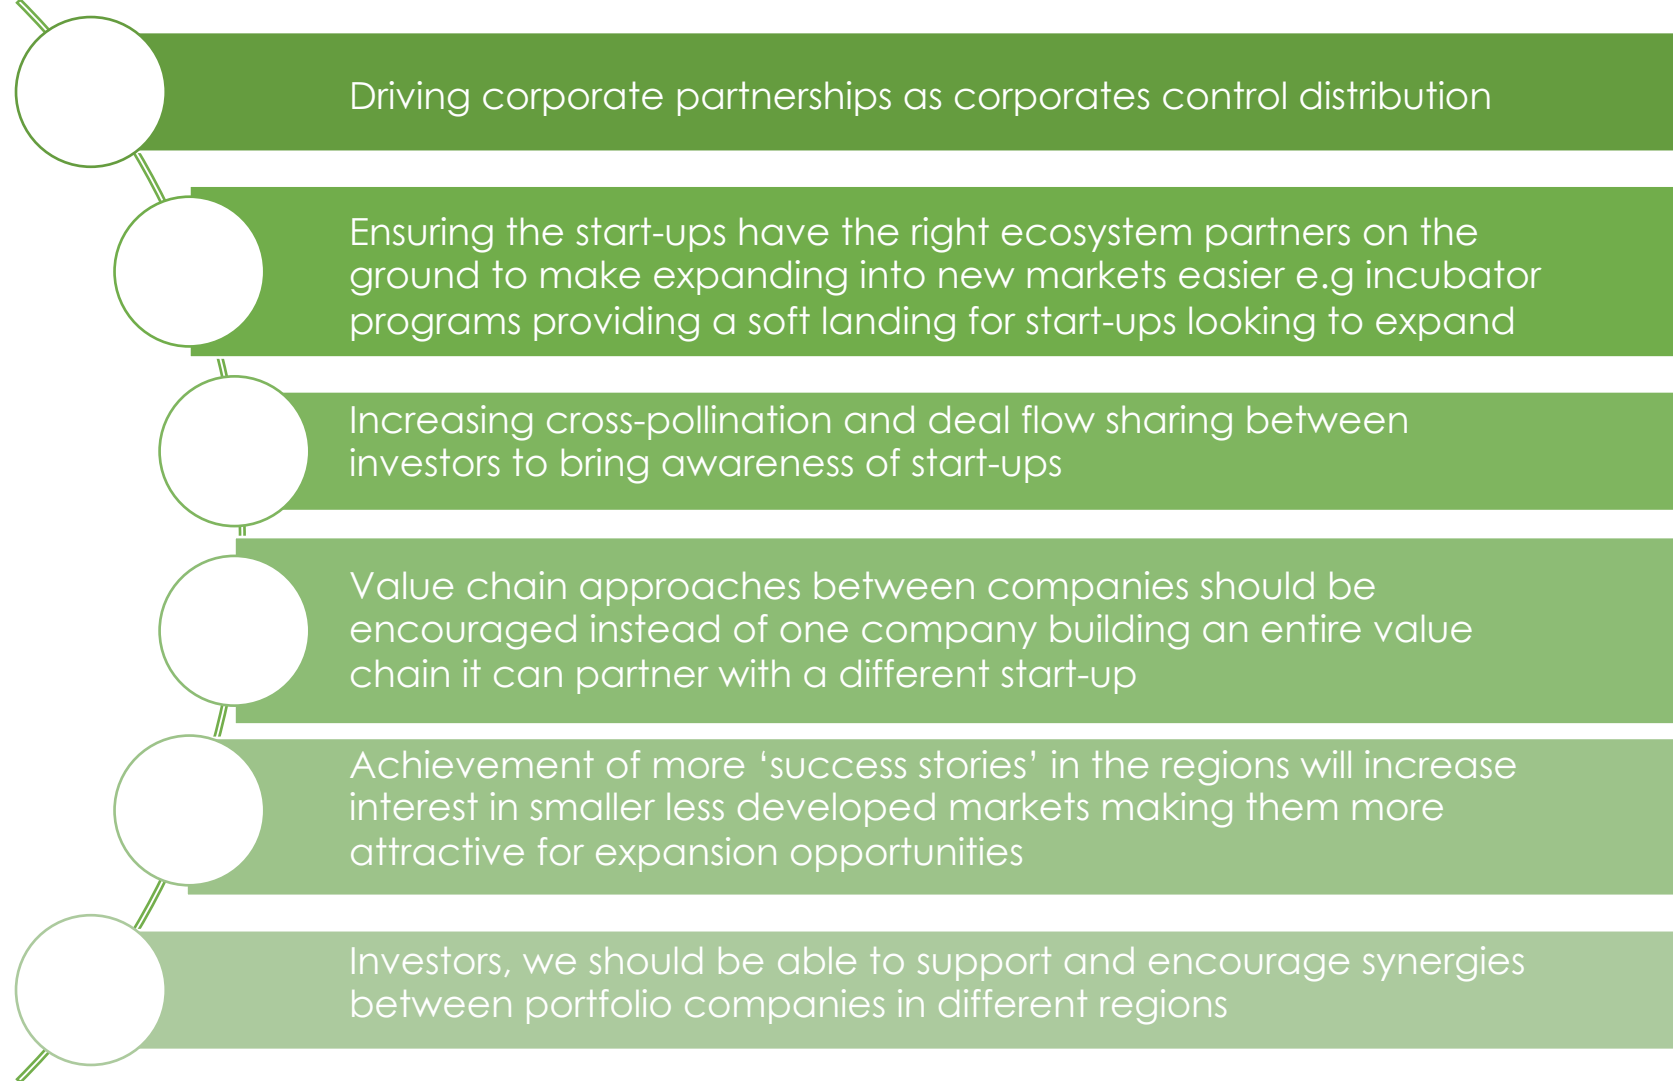 Driving corporate partnerships as corporates control distribution
Ensuring the start-ups have the right ecosystem partners on the
ground to make expanding into new markets easier e.g incubator
programs providing a soft landing for start-ups looking to expand
Increasing cross-pollination and deal flow sharing between
investors to bring awareness of start-ups
Value chain approaches between companies should be
encouraged instead of one company building an entire value
chain it can partner with a different start-up
Achievement of more ‘success stories’ in the regions will increase
interest in smaller less developed markets making them more
attractive for expansion opportunities
Investors, we should be able to support and encourage synergies
between portfolio companies in different regions